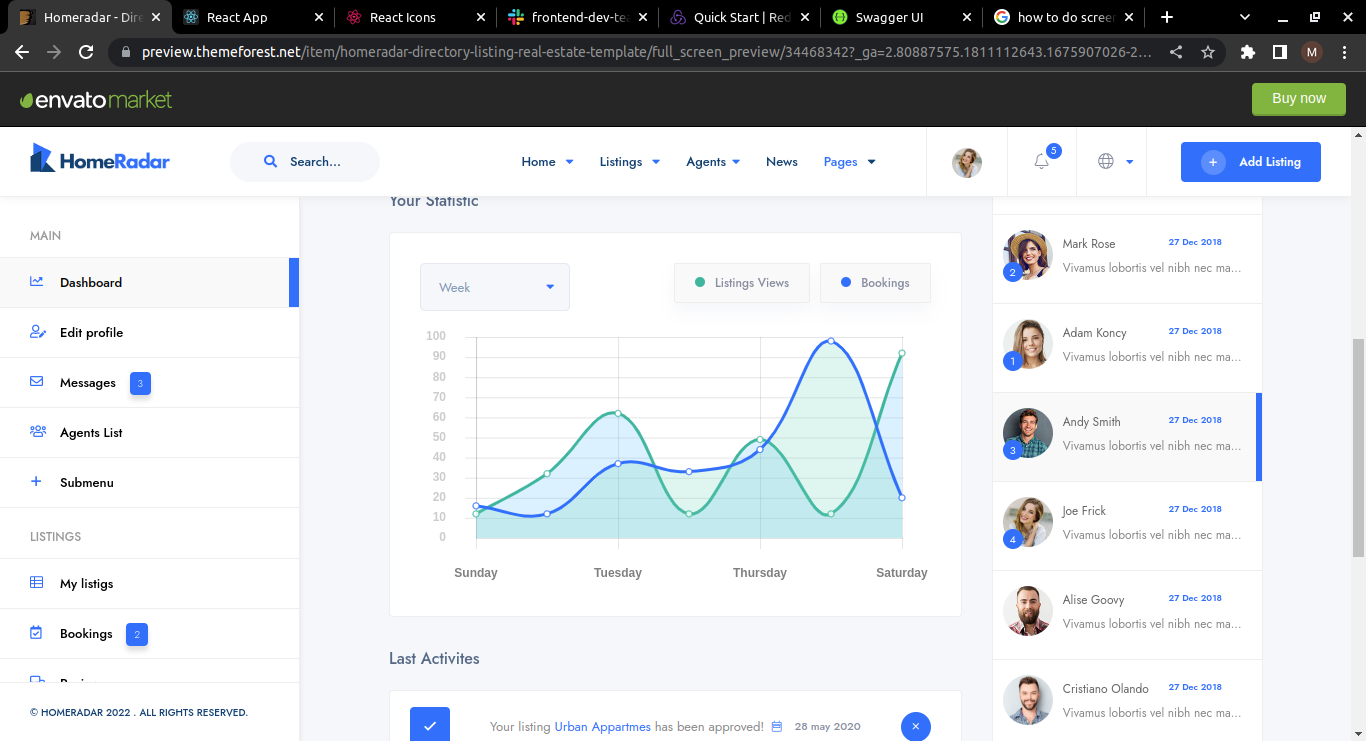 Homeradar - Dire
React App
React Icons
frontend-dev-tea
Quick Start | Red
Swagger UI
how to do screen
preview.themeforest.net/item/homeradar-directory-listing-real-estate-template/full_screen_preview/34468342?_ga=2.80887575.1811112643.1675907026-2...
M
envatomarket
Buy now
HomeRadar
Search...
Home
Listings
Agents
News
Pages
5
+ Add Listing
MAIN
Dashboard
Edit profile
Messages 3
Agents List
Submenu
LISTINGS
My listigs
Bookings 2
© HOMERADAR 2022 . ALL RIGHTS RESERVED.
Your Statistic
Week
Listings Views
Bookings
100
90
80
70
60
50
40
30
20
10
0
Sunday Tuesday Thursday Saturday
Last Activites
Your listing Urban Appartmes has been approved! 28 may 2020
Mark Rose 27 Dec 2018
2 Vivamus lobortis vel nibh nec ma...
Adam Koncy 27 Dec 2018
1 Vivamus lobortis vel nibh nec ma...
Andy Smith 27 Dec 2018
3 Vivamus lobortis vel nibh nec ma...
Joe Frick 27 Dec 2018
4 Vivamus lobortis vel nibh nec ma...
Alise Goovy 27 Dec 2018
Vivamus lobortis vel nibh nec ma...
Cristiano Olando 27 Dec 2018
Vivamus lobortis vel nibh nec ma...